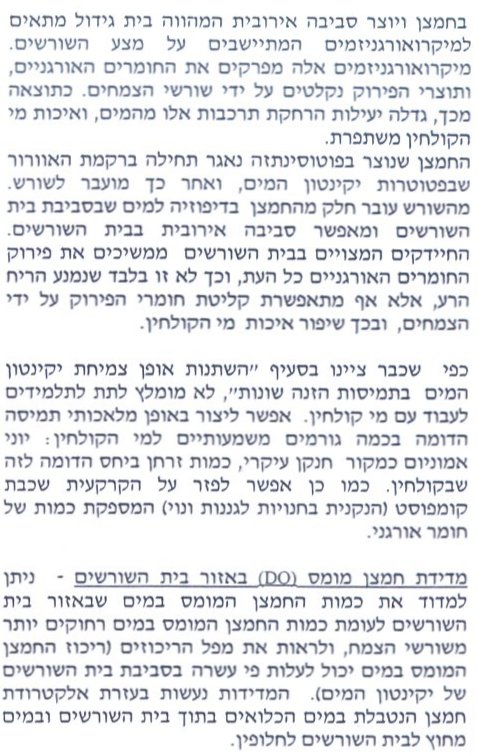 בחמצן ויוצר סביבה אירובית המהווה בית גידול מתאים
למיקרואורגניזמים המתיישבים על מצע השורשים.
מיקרואורגניזמים אלה מפרקים את החומרים האורגניים,
ותוצרי הפירוק נקלטים על ידי שורשי הצמחים. כתוצאה
מכך, גדלה יעילות הרחקת תרכבות אלו מהמים, ואיכות מי
הקולחין משתפרת.
החמצן שנוצר בפוטוסינתזה נאגר תחילה ברקמת האוורור
שבפטוטרות יקינטון המים, ואחר כך מועבר לשורש.
מהשורש עובר חלק מהחמצן בדיפוזיה למים שבסביבת בית
השורשים ומאפשר סביבה אירובית בבית השורשים.
החיידקים המצויים בבית השורשים ממשיכים את פירוק
החומרים האורגניים כל העת, וכך לא זו בלבד שנמנע הריח
הרע, אלא אף מתאפשרת קליטת חומרי הפירוק על ידי
הצמחים, ובכך שיפור איכות מי הקולחין.
כפי שכבר ציינו בסעיף "השתנות אופן צמיחת יקינטון
המים בתמיסות הזנה שונות", לא מומלץ לתת לתלמידים
לעבוד עם מי קולחין. אפשר ליצור באופן מלאכותי תמיסה
הדומה בכמה גורמים משמעותיים למי הקולחין: יוני
אמוניום כמקור חנקן עיקרי, כמות זרחן ביחס הדומה לזה
שבקולחין. כמו כן אפשר לפזר על הקרקעית שכבת
קומפוסט (הנקנית בחנויות לגננות ונוי) המספקת כמות של
חומר אורגני.
מדידת חמצן מומס (DO) באזור בית השורשים - ניתן
למדוד את כמות החמצן המומס במים שבאזור בית
השורשים לעומת כמות החמצן המומס במים רחוקים יותר
משורשי הצמח, ולראות את מפל הריכוזים (ריכוז החמצן
המומס במים יכול לעלות פי עשרה בסביבת בית השורשים
של יקינטון המים). המדידות נעשות בעזרת אלקטרודת
חמצן הנטבלת במים הכלואים בתוך בית השורשים ובמים
מחוץ לבית השורשים לחלופין.